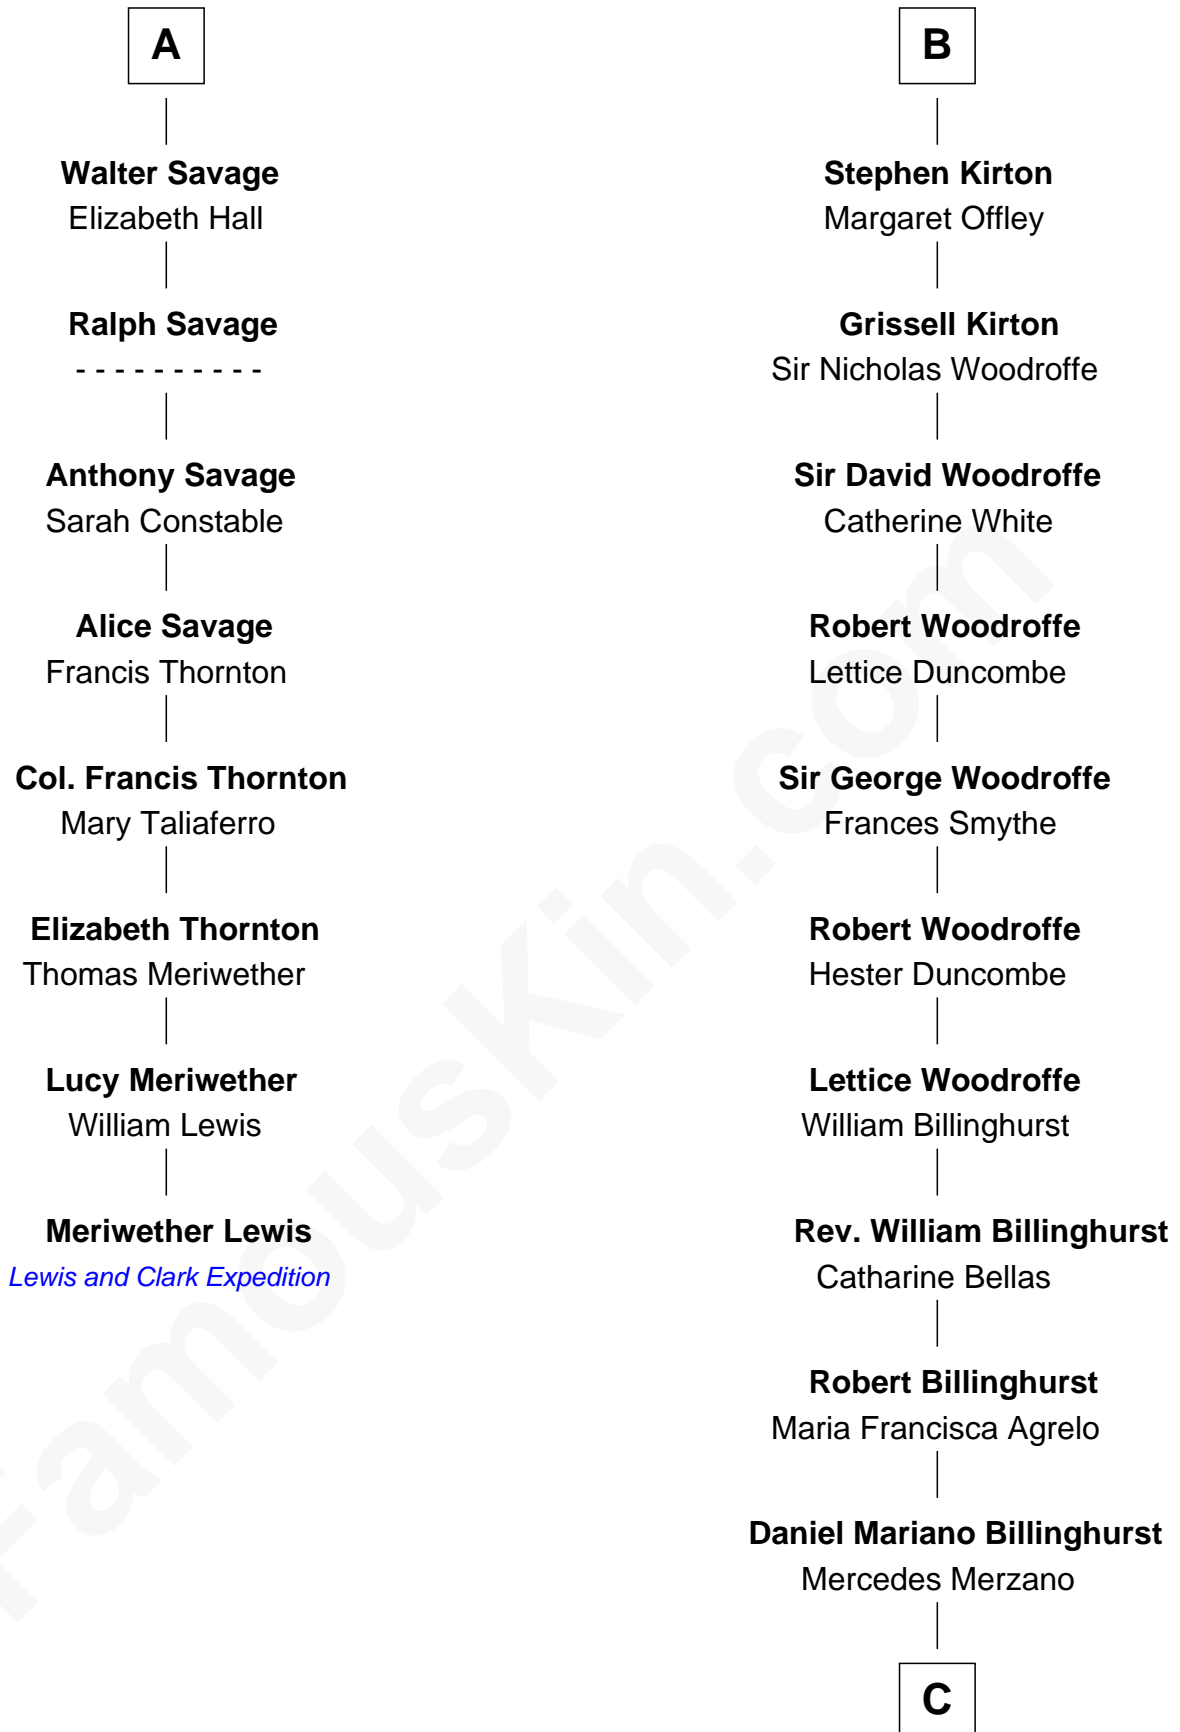 A
Walter Savage
Elizabeth Hall
Ralph Savage
- - - - - - - - - -
Anthony Savage
Sarah Constable
Alice Savage
Francis Thornton
Col. Francis Thornton
Mary Taliaferro
Elizabeth Thornton
Thomas Meriwether
Lucy Meriwether
William Lewis
Meriwether Lewis
Lewis and Clark Expedition
B
Stephen Kirton
Margaret Offley
Grissell Kirton
Sir Nicholas Woodroffe
Sir David Woodroffe
Catherine White
Robert Woodroffe
Lettice Duncombe
Sir George Woodroffe
Frances Smythe
Robert Woodroffe
Hester Duncombe
Lettice Woodroffe
William Billinghurst
Rev. William Billinghurst
Catharine Bellas
Robert Billinghurst
Maria Francisca Agrelo
Daniel Mariano Billinghurst
Mercedes Merzano
C
FamousKin.com